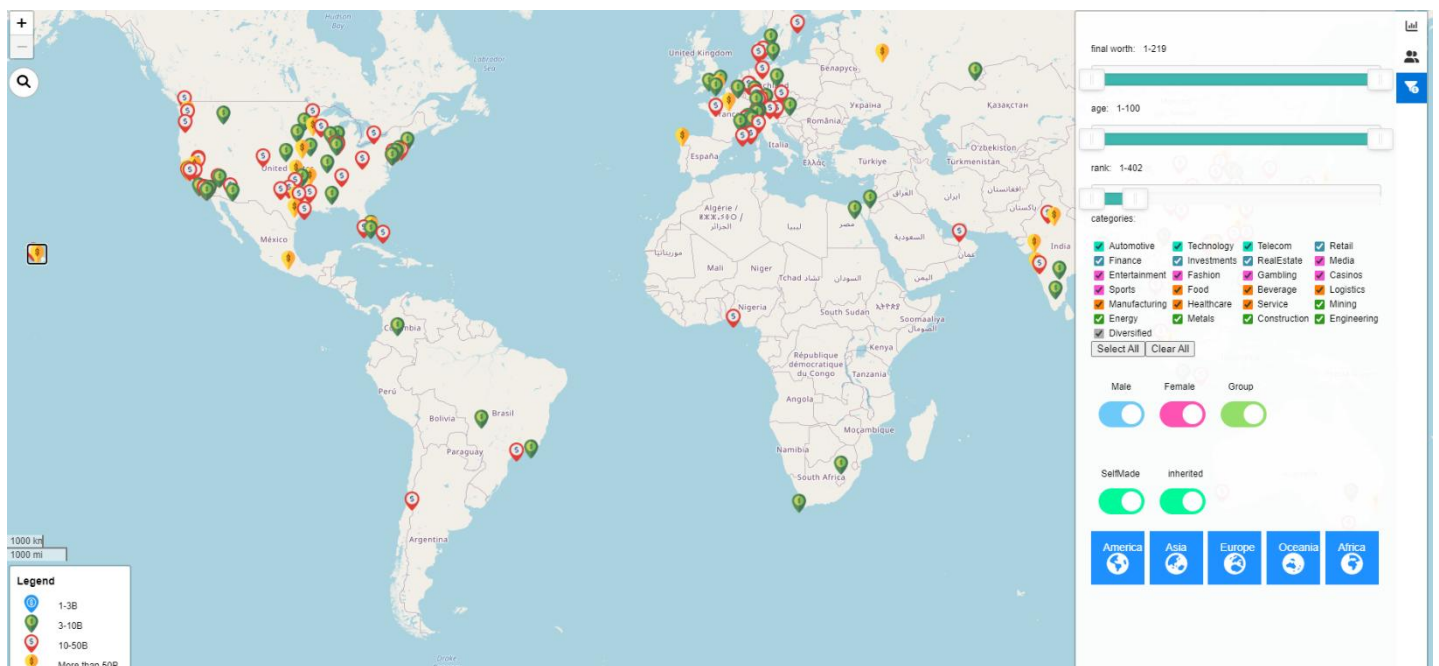 +
−
Hudson Bay
Labrador Sea
United Kingdom
Беларусь
Україна
Қазақстан
România
Italia
España
Ελλάς
Türkiye
O'zbekiston
Türkmenistan
افغانستان
ایران
العراق
پاکستان
Algérie /
الجزائر
ليبيا
مصر
السعودية
عمان
India
México
موريتانيا
Mali
Niger
Tchad تشاد
السودان
اليمن
Nigeria
South Sudan
Soomaaliya
الصومال
Kenya
République
démocratique
du Congo
Tanzania
Angola
Moçambique
Namibia
South Africa
Perú
Brasil
Bolivia
Paraguay
Argentina
Drake
1000 km
1000 mi
Legend
1-3B
3-10B
10-50B
More than 50B
final worth: 1-219
age: 1-100
rank: 1-402
categories:
Automotive Technology Telecom Retail
Finance Investments RealEstate Media
Entertainment Fashion Gambling Casinos
Sports Food Beverage Logistics
Manufacturing Healthcare Service Mining
Energy Metals Construction Engineering
Diversified
Select All Clear All
Male Female Group
SelfMade inherited
America Asia Europe Oceania Africa